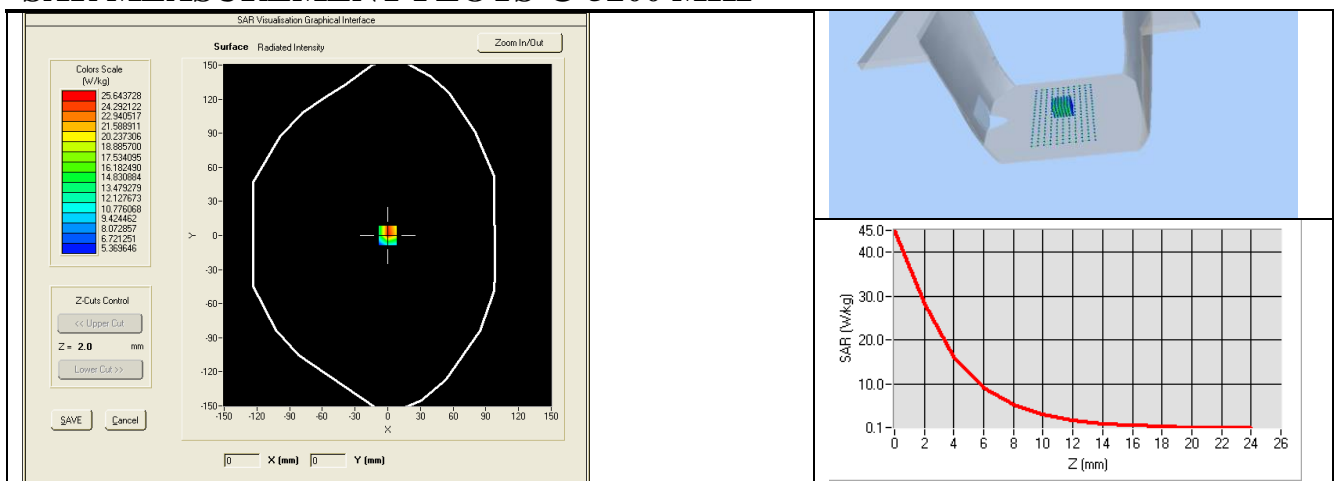 SAR MEASUREMENT PLOTS @ 5200 MHz
SAR Visualisation Graphical Interface
Surface Radiated Intensity
Zoom In/Out
Colors Scale
(W/kg)
25.643728
24.292122
22.940517
21.588911
20.237306
18.885700
17.534095
16.182490
14.830884
13.479279
12.127673
10.776068
9.424462
8.072857
6.721251
5.369646
Z-Cuts Control
<< Upper Cut
Z = 2.0 mm
Lower Cut >>
SAVE Cancel
150
120
90
60
30
0
-30
-60
-90
-120
-150
Y
-150 -120 -90 -60 -30 0 30 60 90 120 150
X
0 X (mm) 0 Y (mm)
45.0
40.0
30.0
20.0
10.0
0.1
SAR (W/kg)
0 2 4 6 8 10 12 14 16 18 20 22 24 26
Z (mm)